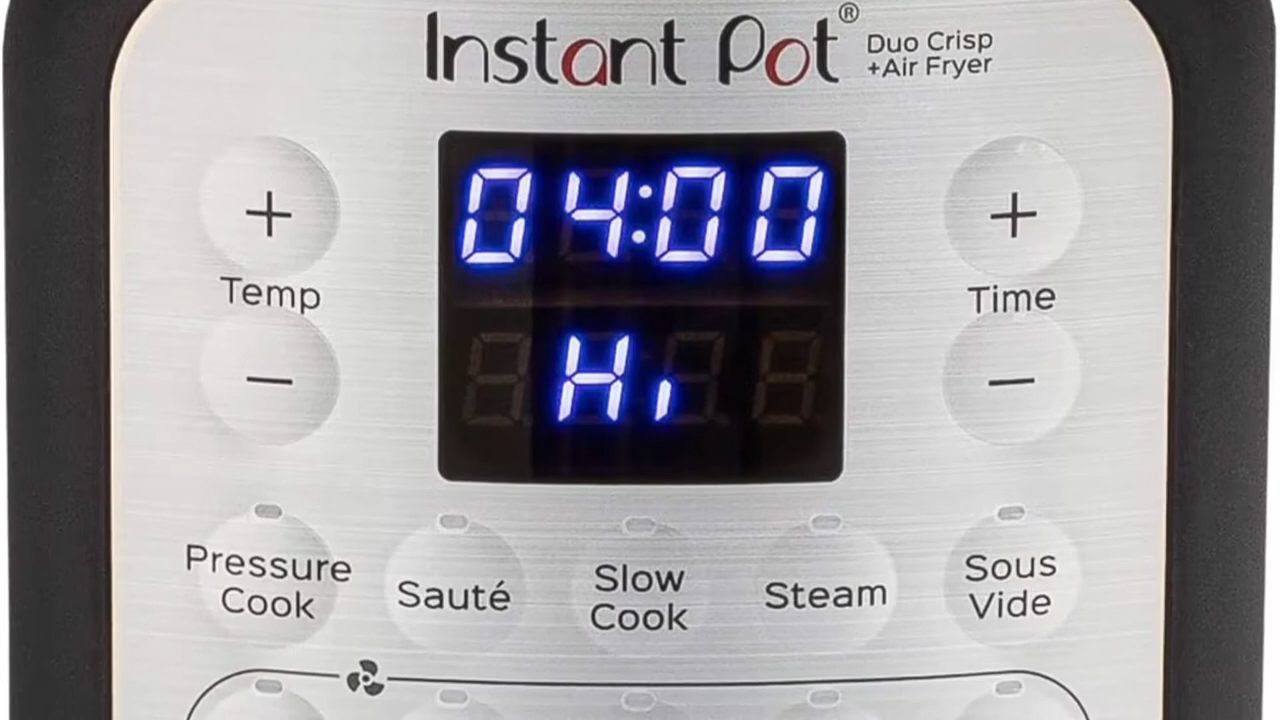 Instant Pot®
Duo Crisp
+Air Fryer
04:00
+
+
Temp
Time
Hi
−
−
Pressure
Cook
Sauté
Slow
Cook
Steam
Sous
Vide